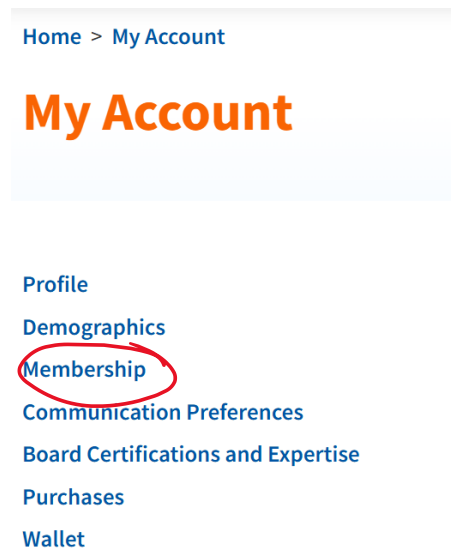 Home > My Account
My Account
Profile
Demographics
Membership
Communication Preferences
Board Certifications and Expertise
Purchases
Wallet